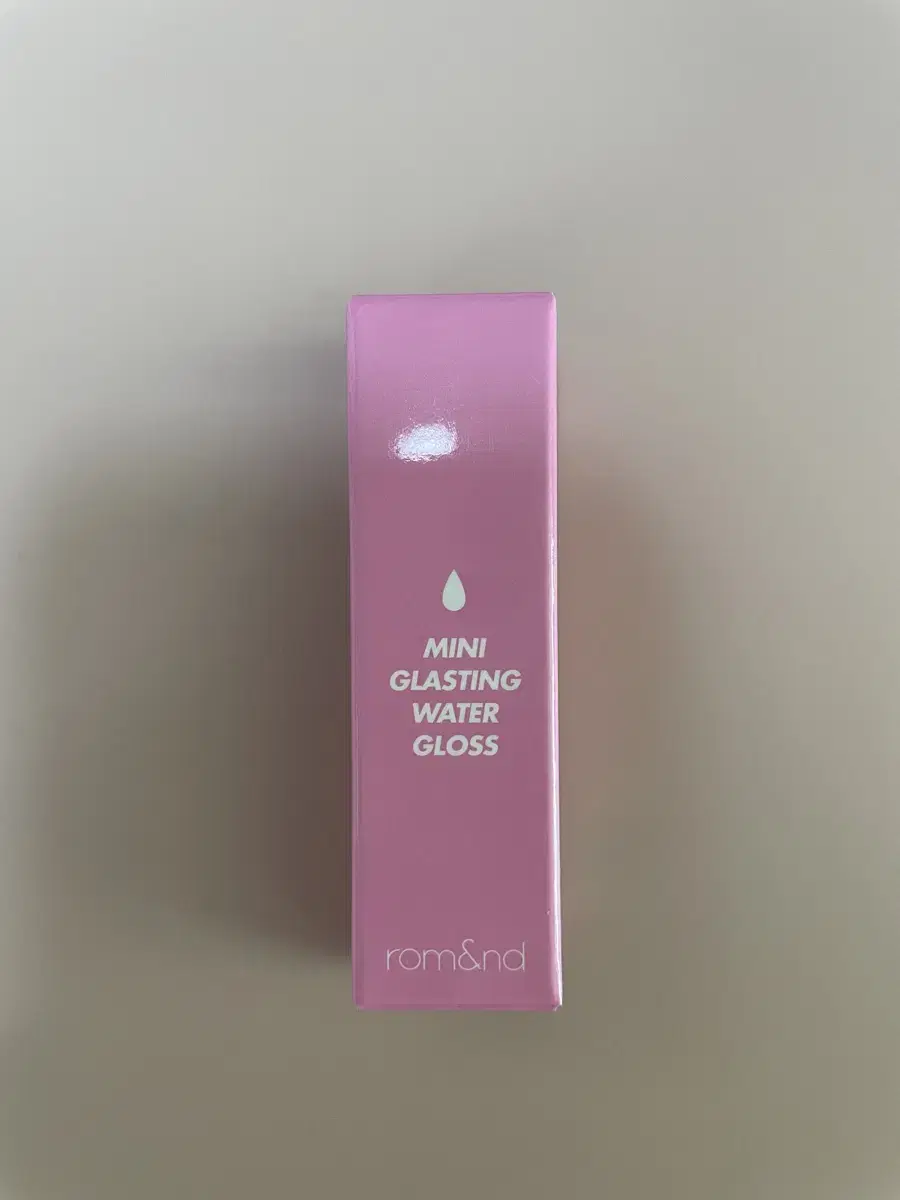 MINI
GLASTING
WATER
GLOSS
rom&nd